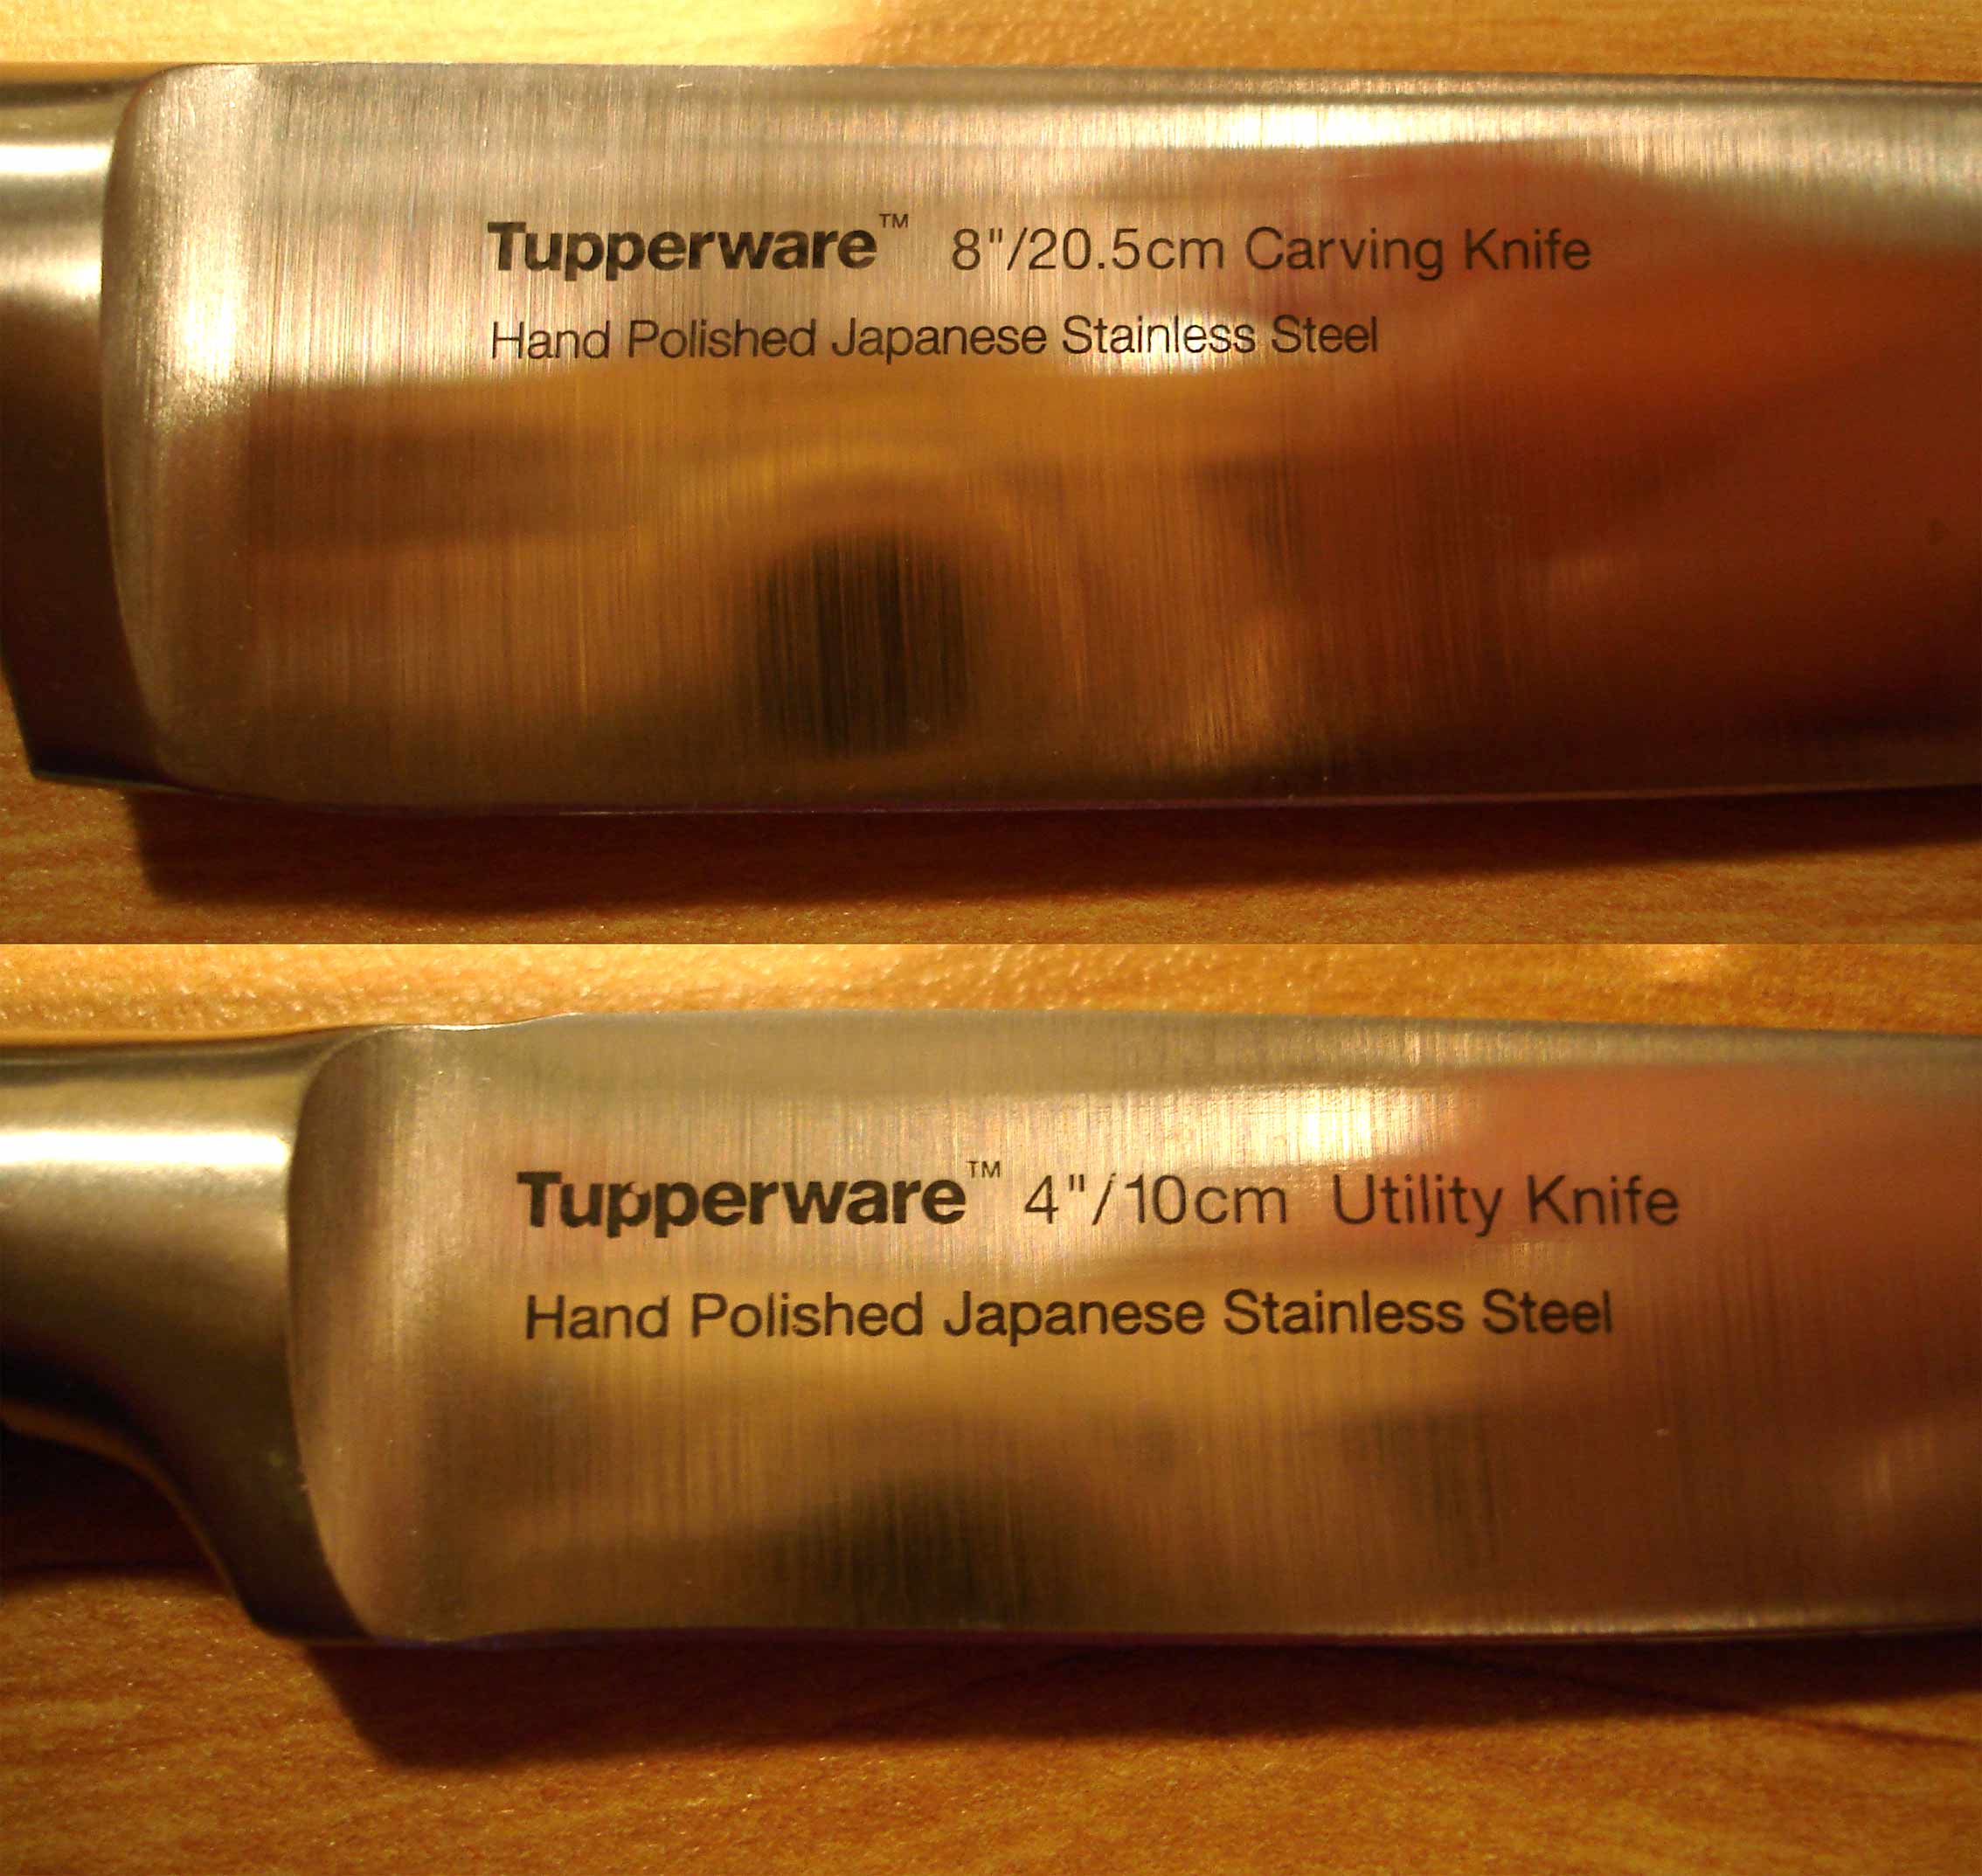 Tupperware™ 8"/20.5cm Carving Knife
Hand Polished Japanese Stainless Steel
Tupperware™ 4"/10cm Utility Knife
Hand Polished Japanese Stainless Steel